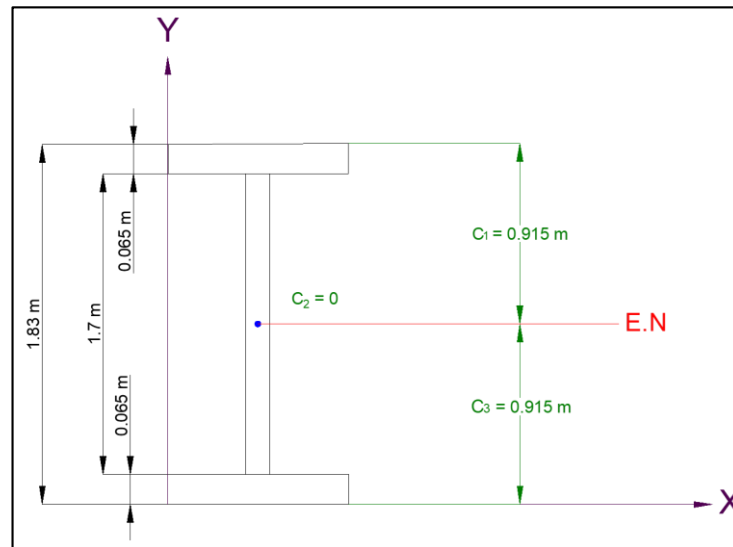 Y
C₁ = 0.915 m
0.065 m
C₂ = 0
E.N
1.83 m
1.7 m
C₃ = 0.915 m
0.065 m
X